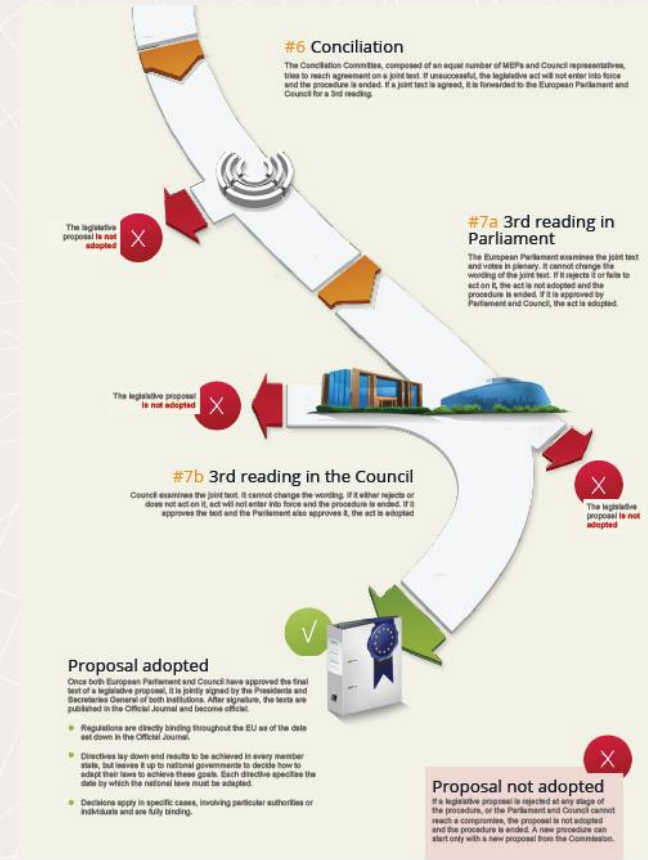 #6 Conciliation
The Conciliation Committee, composed of an equal number of MEPs and Council representatives,
tries to reach agreement on a joint text. If unsuccessful, the legislative act will not enter into force
and the procedure is ended. If a joint text is agreed, it is forwarded to the European Parliament and
Council for a 3rd reading.
The legislative
proposal is not
adopted
X
#7a 3rd reading in
Parliament
The European Parliament examines the joint text
and votes in plenary. It cannot change the
wording of the joint text. If it rejects it or fails to
act on it, the act is not adopted and the
procedure is ended. If it is approved by
Parliament and Council, the act is adopted.
The legislative proposal
is not adopted
X
#7b 3rd reading in the Council
Council examines the joint text. It cannot change the wording. If it either rejects or
does not act on it, act will not enter into force and the procedure is ended. If it
approves the text and the Parliament also approves it, the act is adopted
X
The legislative
proposal is not
adopted
Proposal adopted
Once both European Parliament and Council have approved the final
text of a legislative proposal, it is jointly signed by the Presidents and
Secretaries General of both institutions. After signature, the texts are
published in the Official Journal and become official.
Regulations are directly binding throughout the EU as of the date
set down in the Official Journal.
Directives lay down end results to be achieved in every member
state, but leaves it up to national governments to decide how to
adapt their laws to achieve these goals. Each directive specifies the
date by which the national laws must be adapted.
Decisions apply in specific cases, involving particular authorities or
individuals and are fully binding.
X
Proposal not adopted
If a legislative proposal is rejected at any stage of
the procedure, or the Parliament and Council cannot
reach a compromise, the proposal is not adopted
and the procedure is ended. A new procedure can
start only with a new proposal from the Commission.